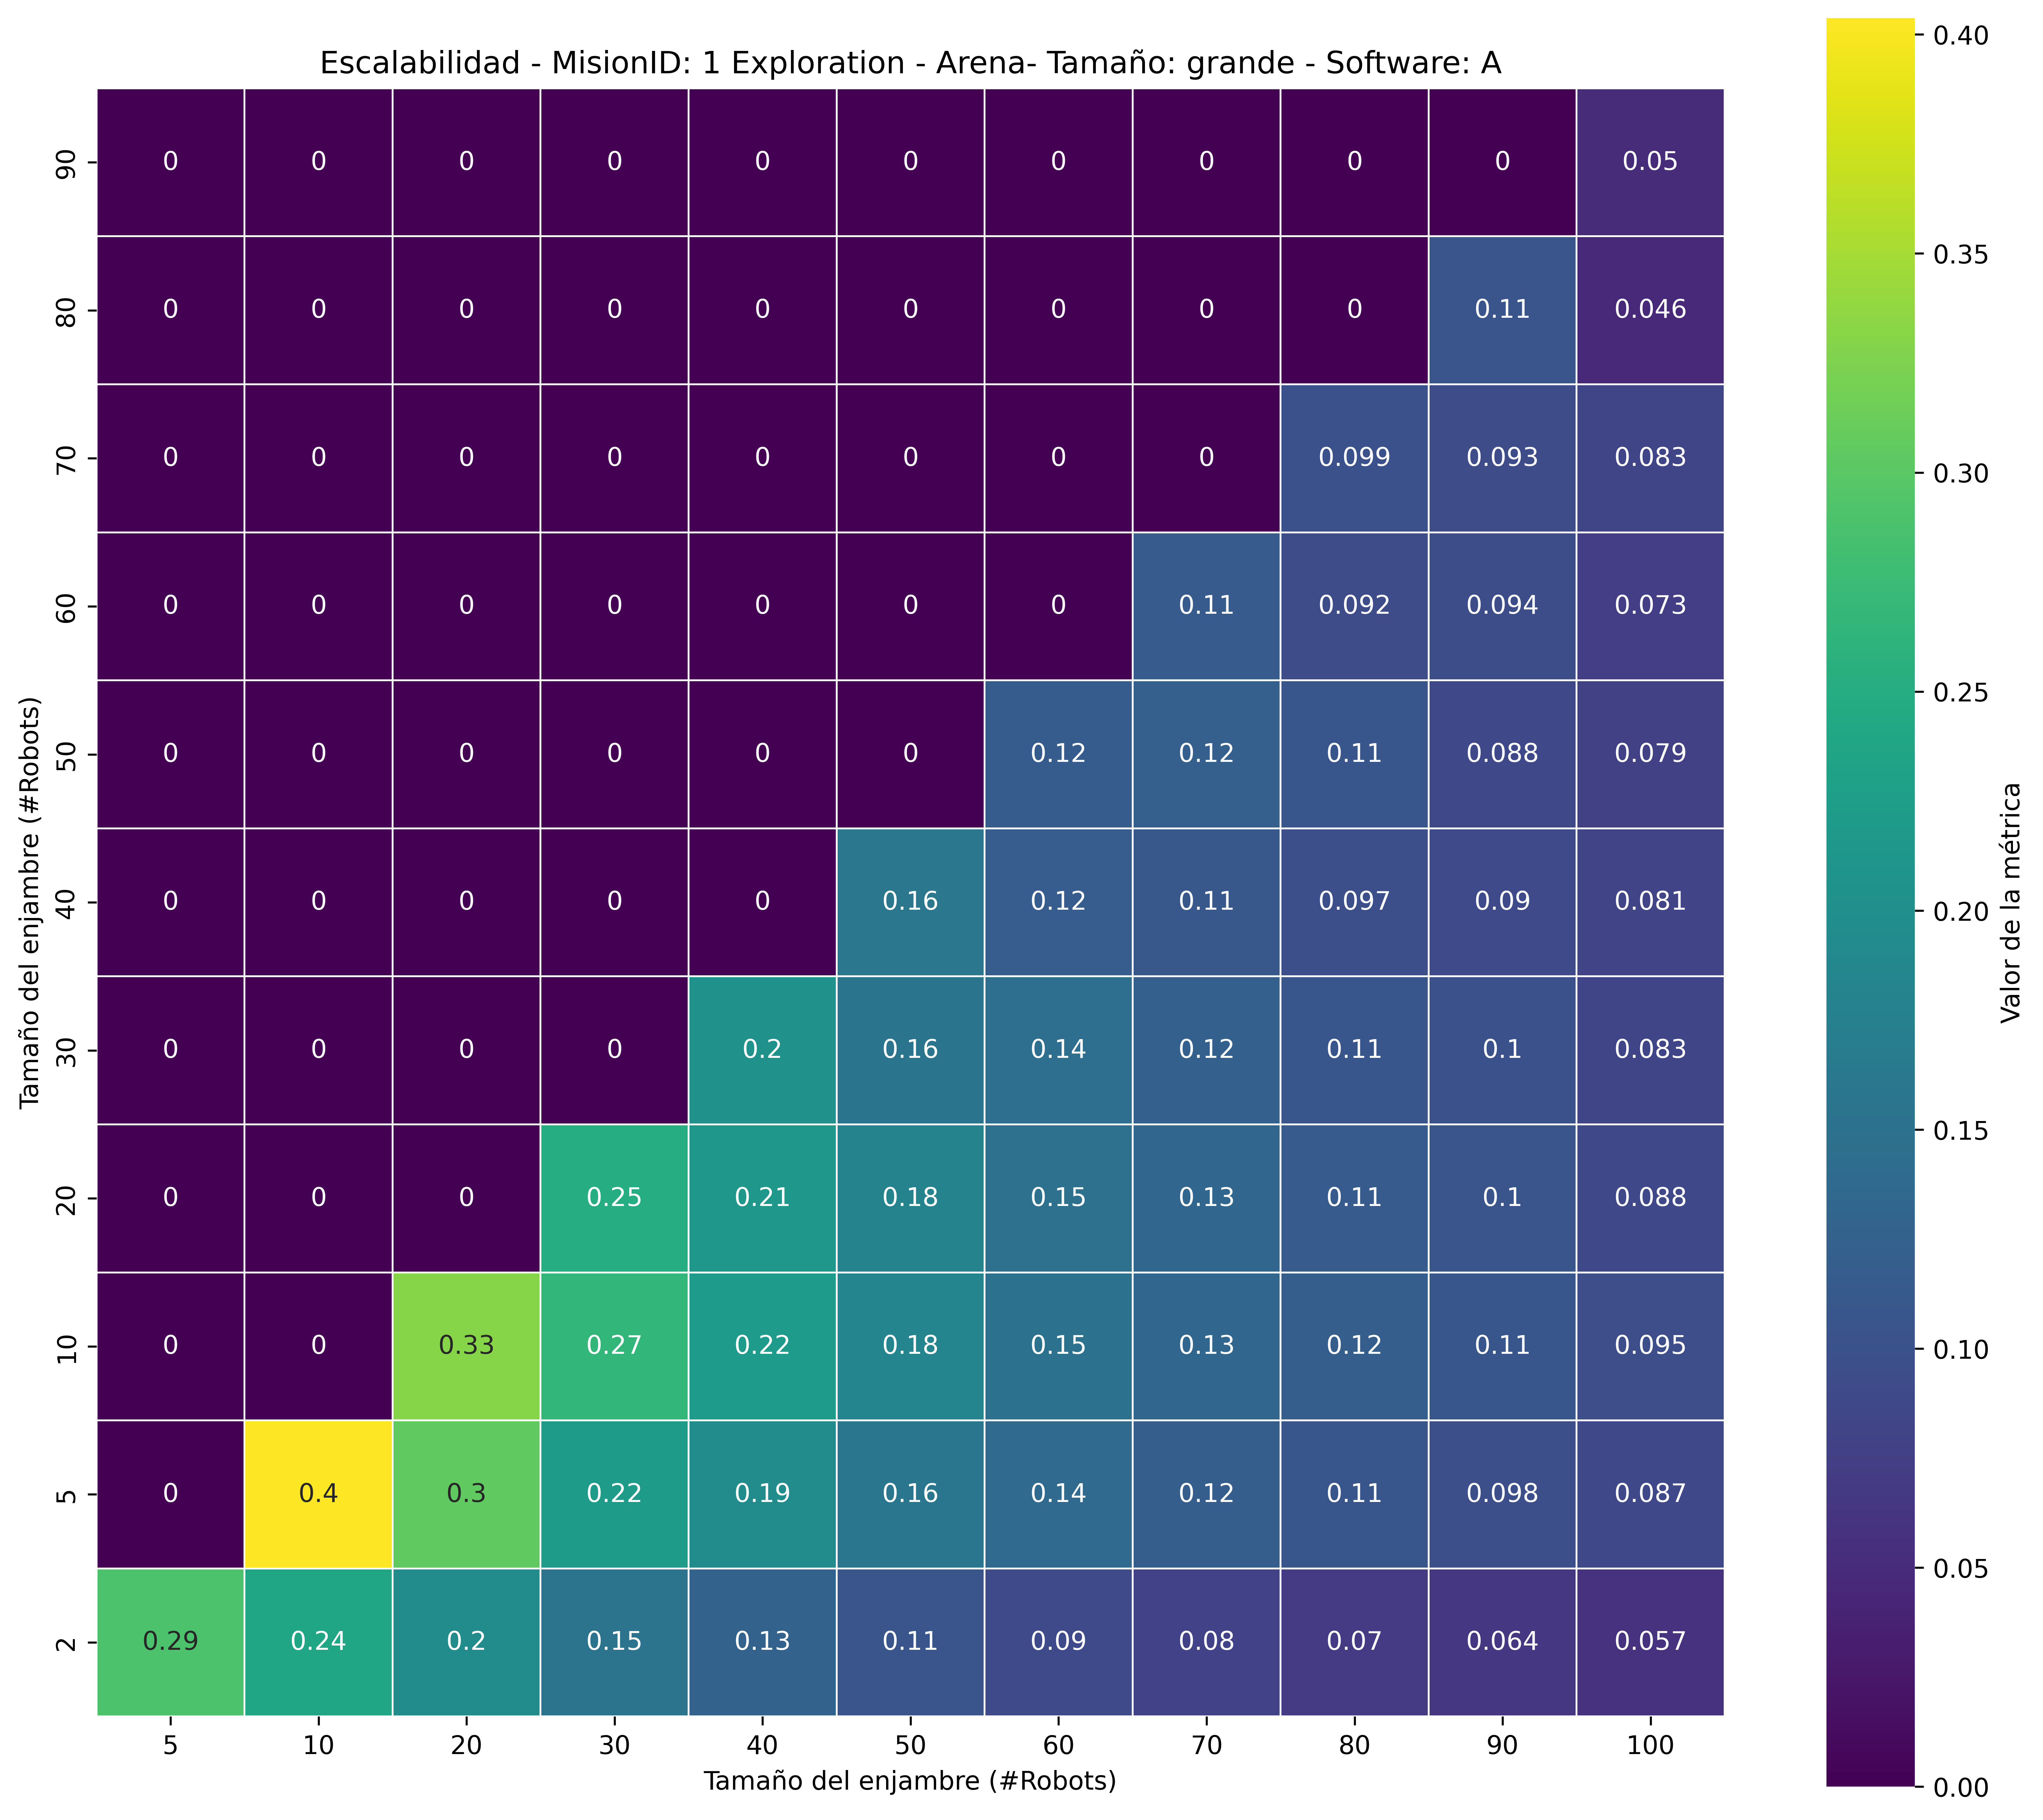 Escalabilidad - MisionID: 1 Exploration - Arena- Tamaño: grande - Software: A
90 0 0 0 0 0 0 0 0 0 0 0.05
80 0 0 0 0 0 0 0 0 0 0.11 0.046
70 0 0 0 0 0 0 0 0 0.099 0.093 0.083
60 0 0 0 0 0 0 0 0.11 0.092 0.094 0.073
50 0 0 0 0 0 0 0.12 0.12 0.11 0.088 0.079
40 0 0 0 0 0 0.16 0.12 0.11 0.097 0.09 0.081
30 0 0 0 0 0.2 0.16 0.14 0.12 0.11 0.1 0.083
20 0 0 0 0.25 0.21 0.18 0.15 0.13 0.11 0.1 0.088
10 0 0 0.33 0.27 0.22 0.18 0.15 0.13 0.12 0.11 0.095
5 0 0.4 0.3 0.22 0.19 0.16 0.14 0.12 0.11 0.098 0.087
2 0.29 0.24 0.2 0.15 0.13 0.11 0.09 0.08 0.07 0.064 0.057
5 10 20 30 40 50 60 70 80 90 100
Tamaño del enjambre (#Robots)
Tamaño del enjambre (#Robots)
0.40
0.35
0.30
0.25
0.20
0.15
0.10
0.05
0.00
Valor de la métrica